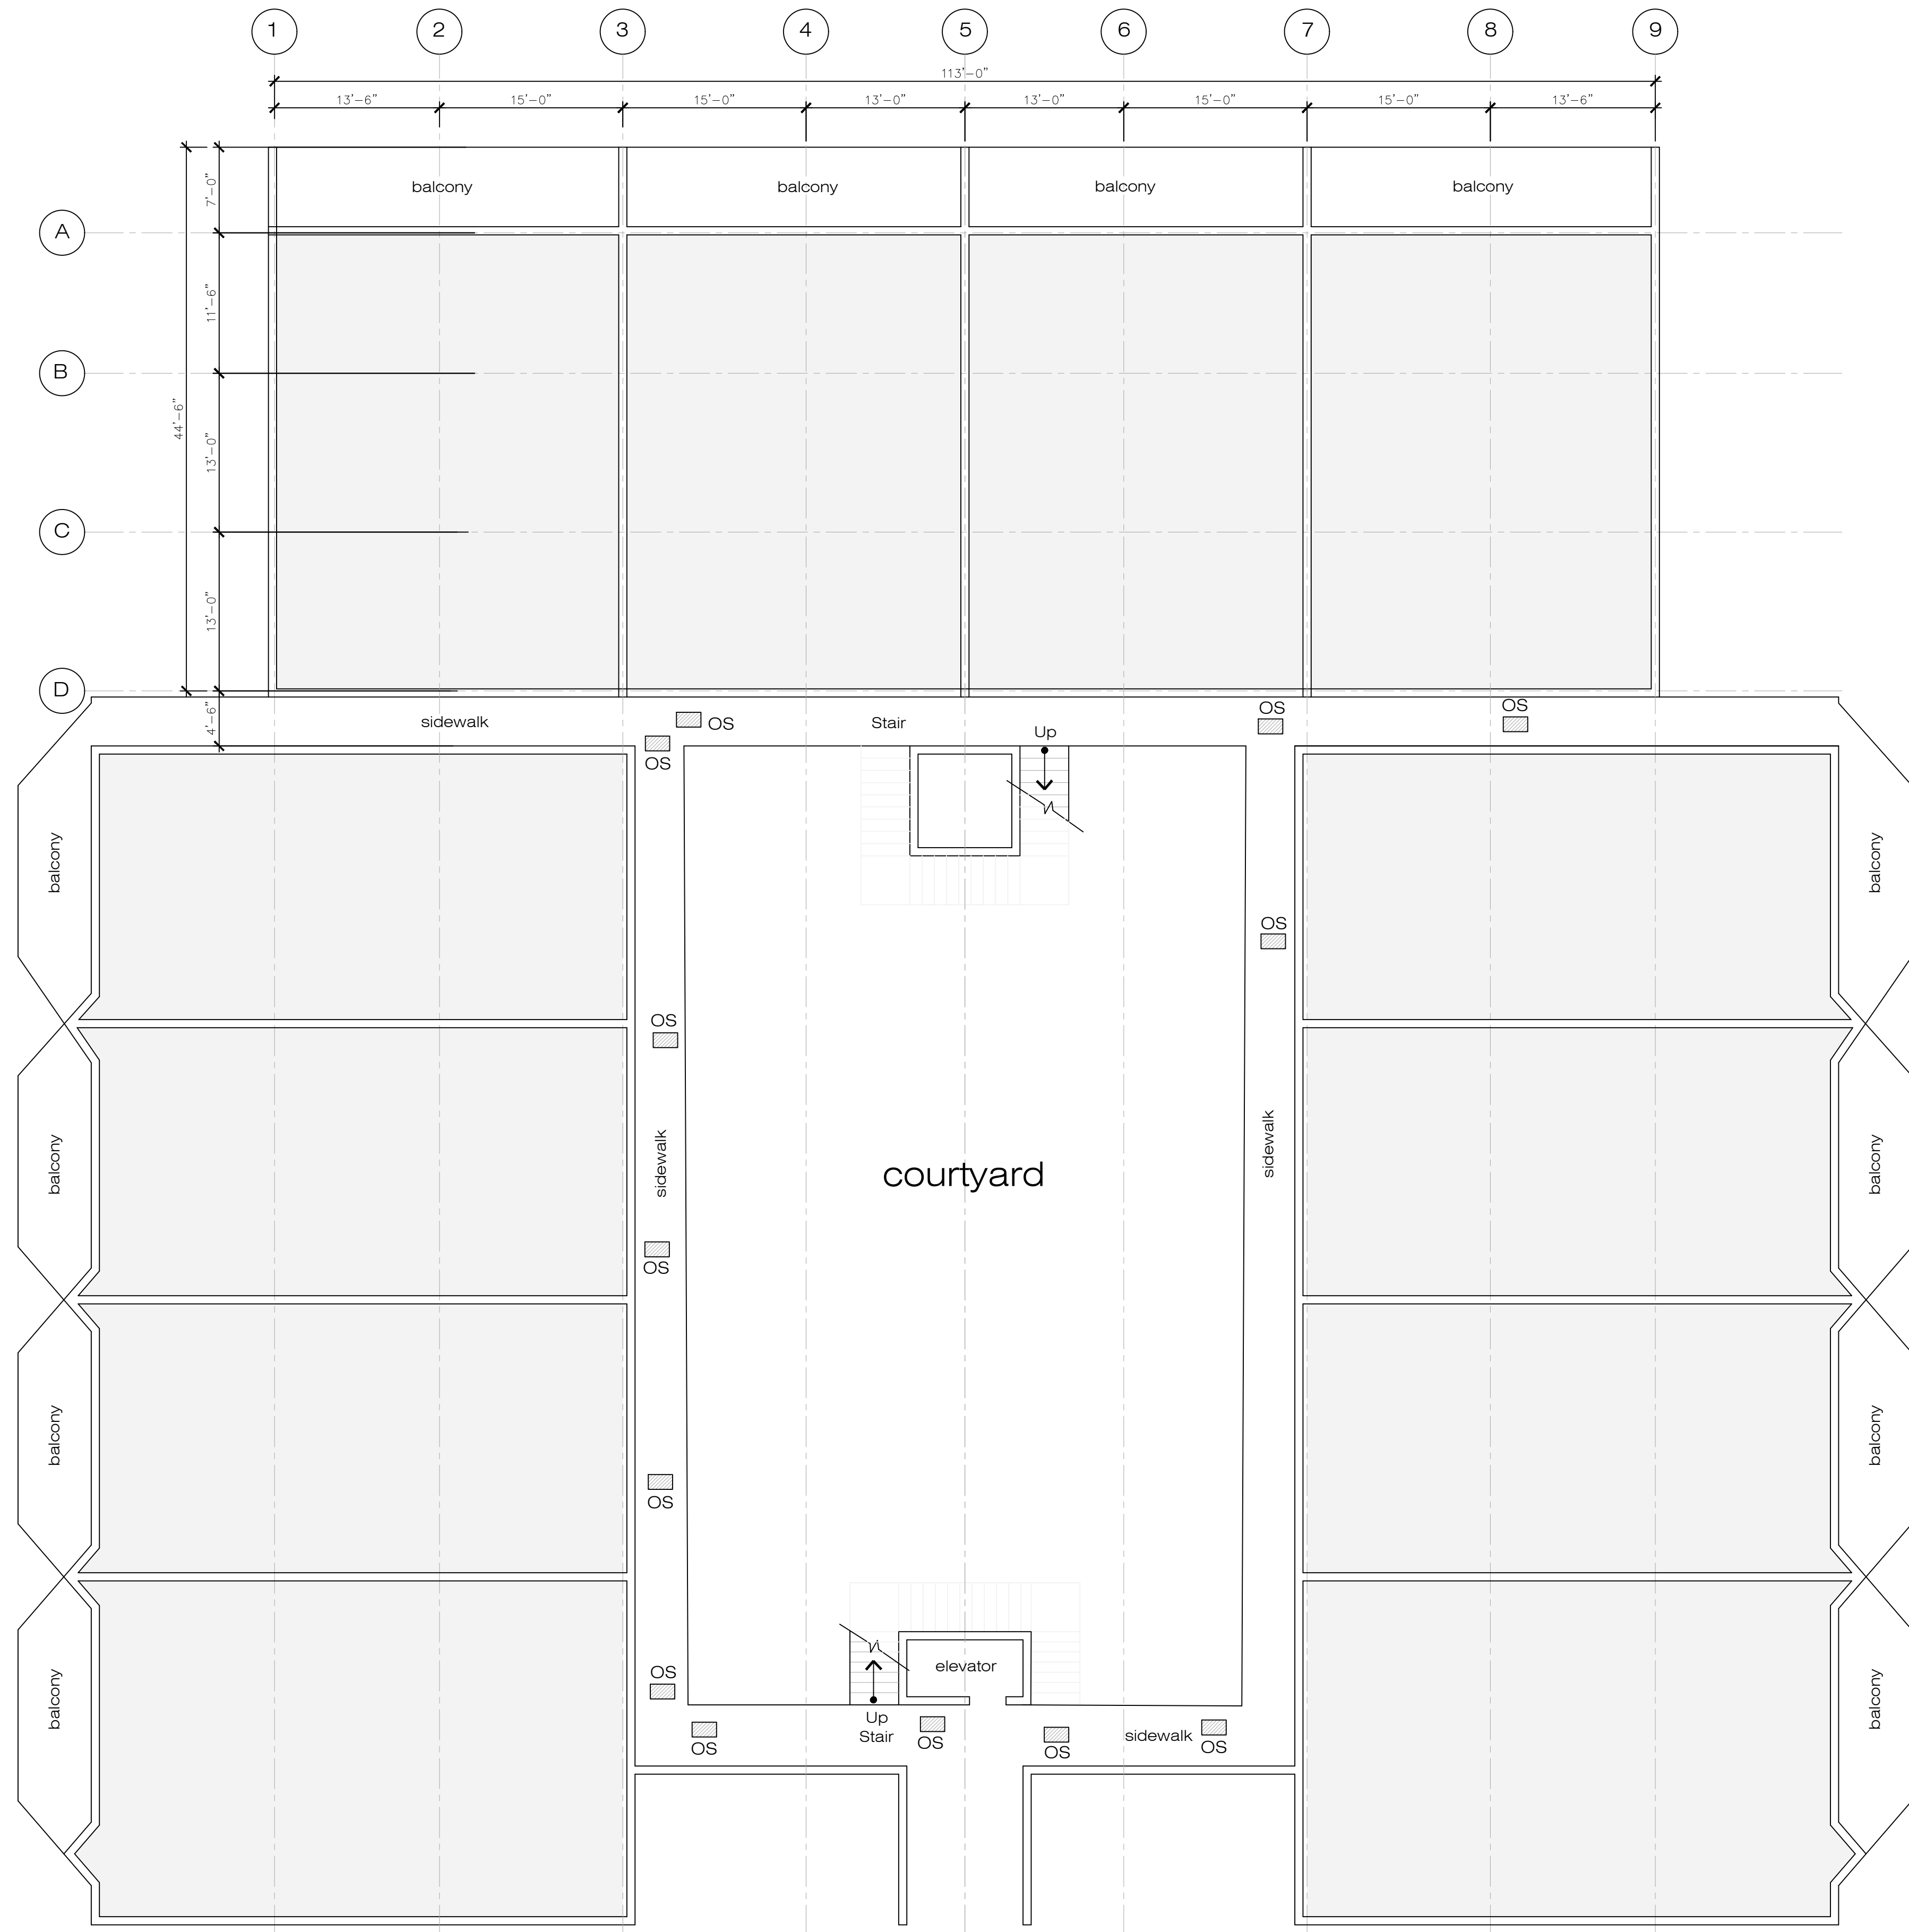 1 2 3 4 5 6 7 8 9
113'-0"
13'-6" 15'-0" 15'-0" 13'-0" 13'-0" 15'-0" 15'-0" 13'-6"
7'-0"
balcony balcony balcony balcony
A
11'-6"
B
44'-6"
13'-0"
C
13'-0"
D
4'-6"
sidewalk
OS
Stair
OS
OS
Up
OS
balcony
balcony
OS
OS
balcony
sidewalk
courtyard
sidewalk
balcony
OS
balcony
OS
balcony
OS
elevator
balcony
balcony
Up
Stair
OS
OS
OS
sidewalk
OS